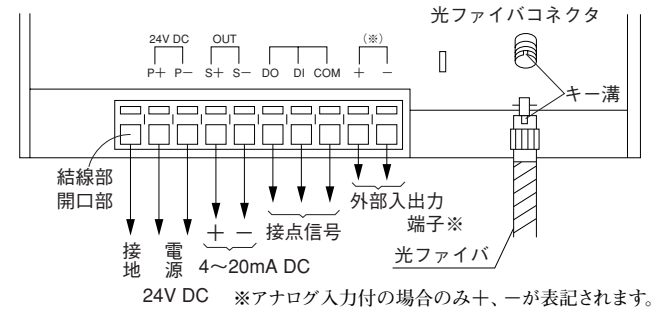 光ファイバコネクタ
24V DC OUT (※)
P+ P− S+ S− DO DI COM + −
キー溝
結線部
開口部
外部入出力
端子※
接地
電源
+ −
接点信号
光ファイバ
4〜20mA DC
24V DC
※アナログ入力付の場合のみ+、−が表記されます。